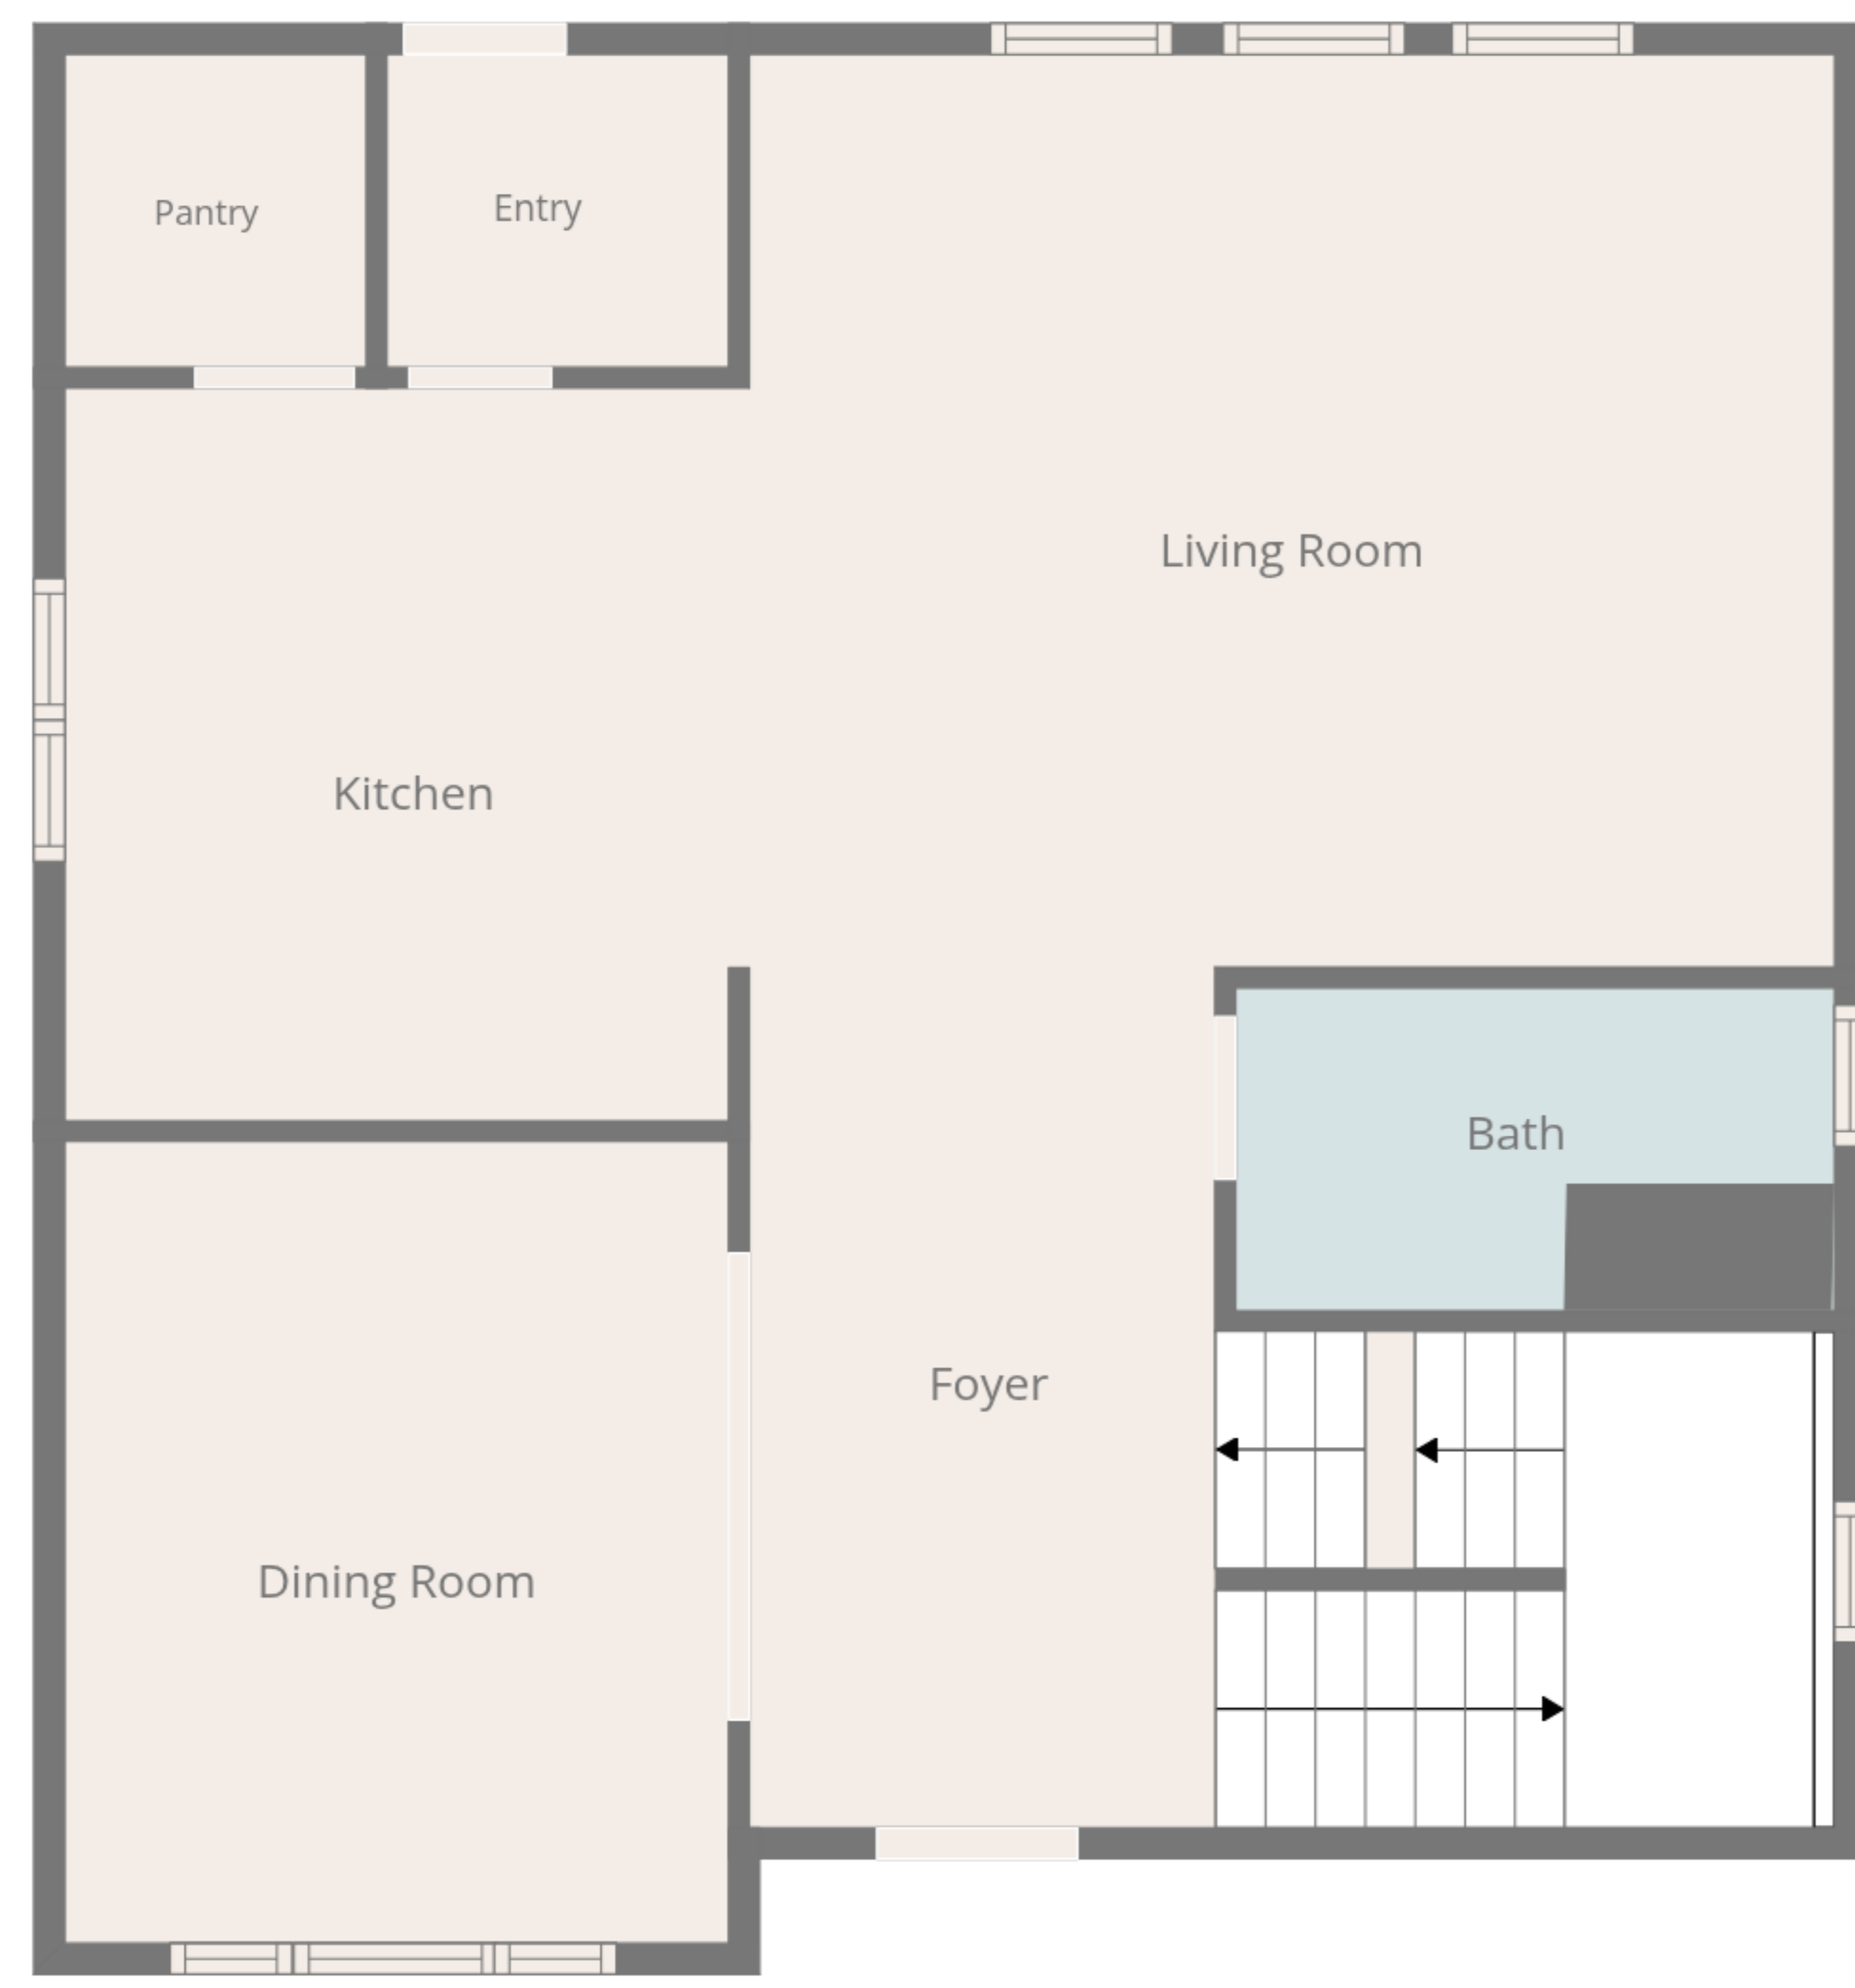 Pantry
Entry
Living Room
Kitchen
Bath
Foyer
Dining Room